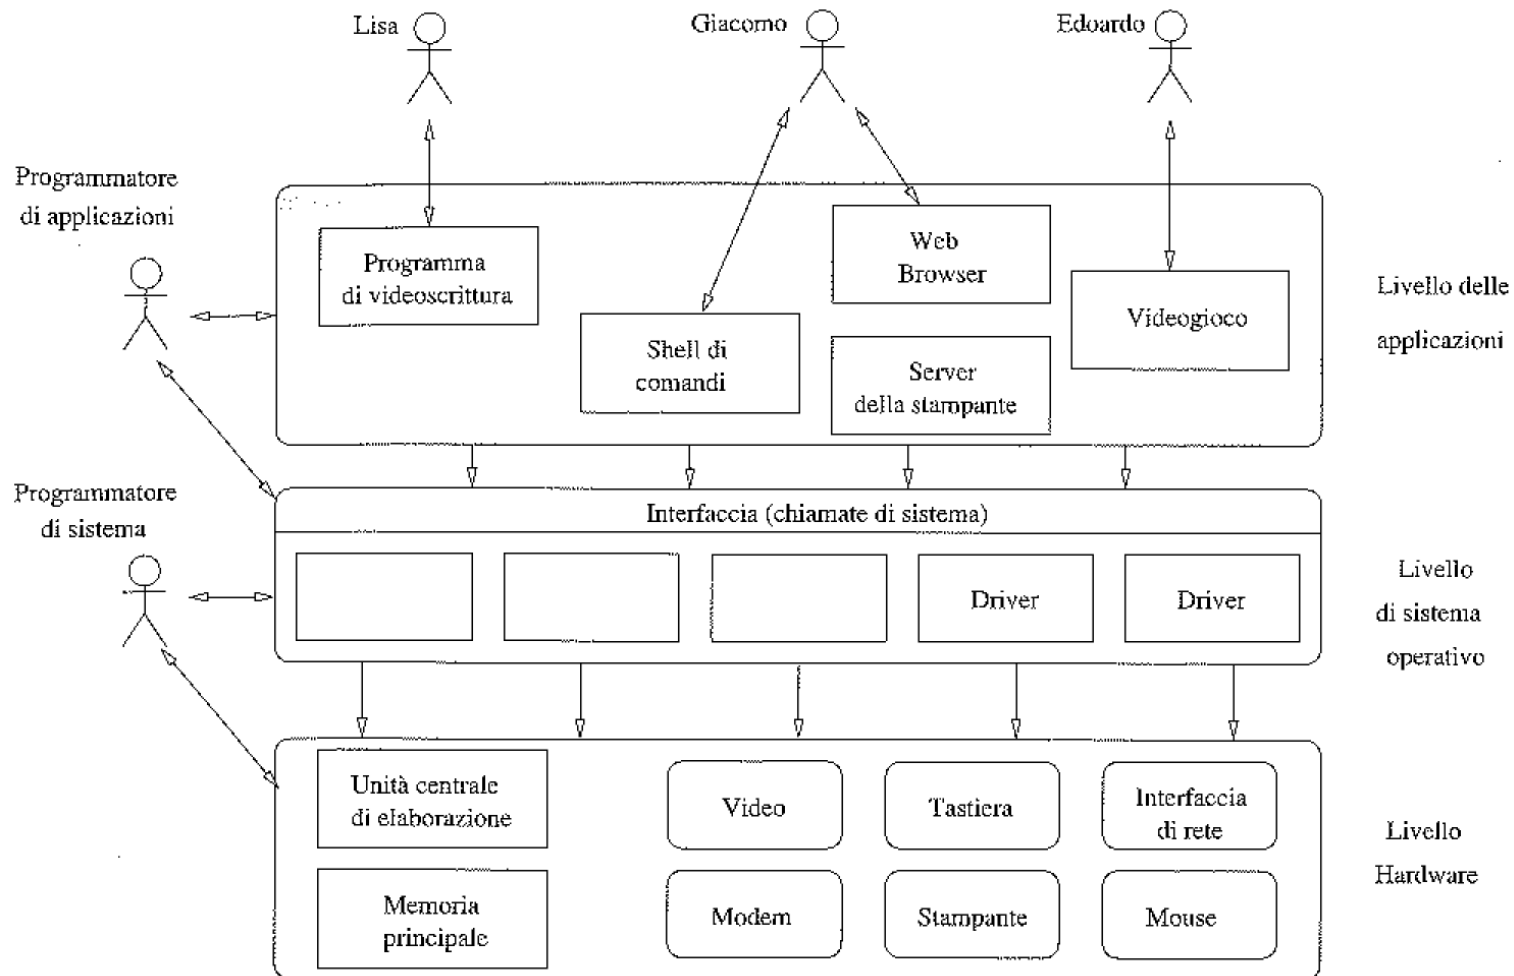 Lisa
Giacomo
Edoardo
Programmatore
di applicazioni
Programma
di videoscrittura
Web
Browser
Shell di
comandi
Server
della stampante
Videogioco
Livello delle
applicazioni
Programmatore
di sistema
Interfaccia (chiamate di sistema)
Driver
Driver
Livello
di sistema
operativo
Unità centrale
di elaborazione
Video
Tastiera
Interfaccia
di rete
Memoria
principale
Modem
Stampante
Mouse
Livello
Hardware